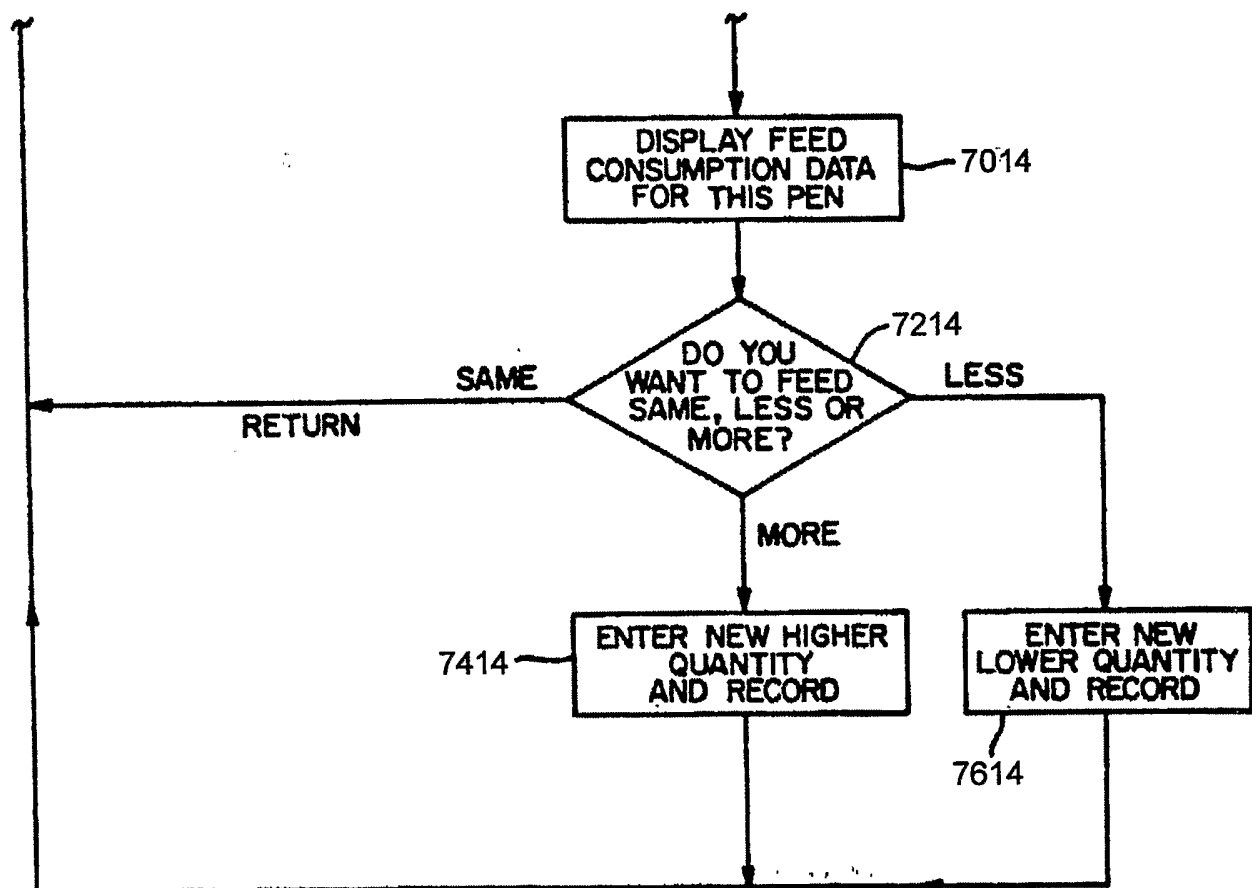 DISPLAY FEED
CONSUMPTION DATA
FOR THIS PEN
7014
7214
DO YOU
WANT TO FEED
SAME, LESS OR
MORE?
SAME
RETURN
LESS
MORE
ENTER NEW HIGHER
QUANTITY
AND RECORD
7414
ENTER NEW
LOWER QUANTITY
AND RECORD
7614